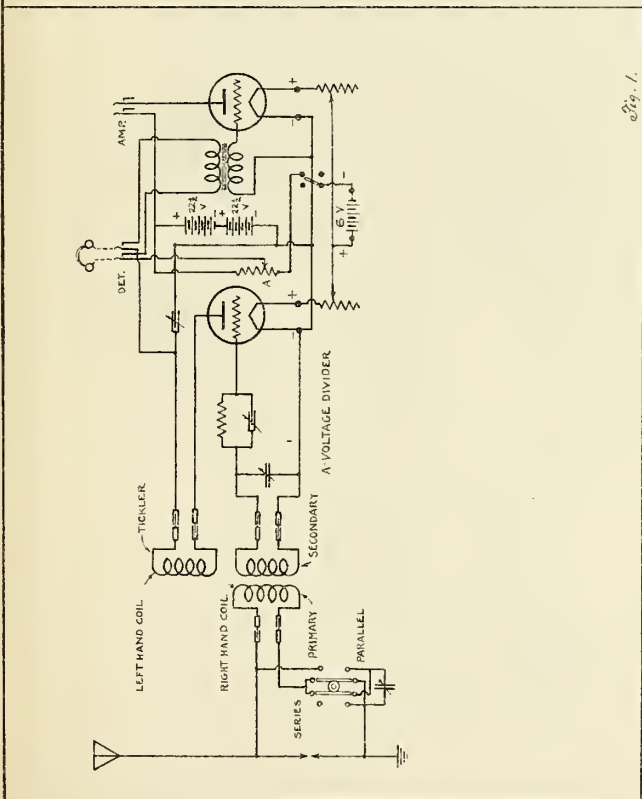 Fig. 1.
AMP.
+
-
+
22½
V
-
+
22½
V
-
-
6 V
+
DET.
A
+
-
A-VOLTAGE DIVIDER
TICKLER
LEFT HAND COIL
SECONDARY
RIGHT HAND COIL
PRIMARY
PARALLEL
SERIES